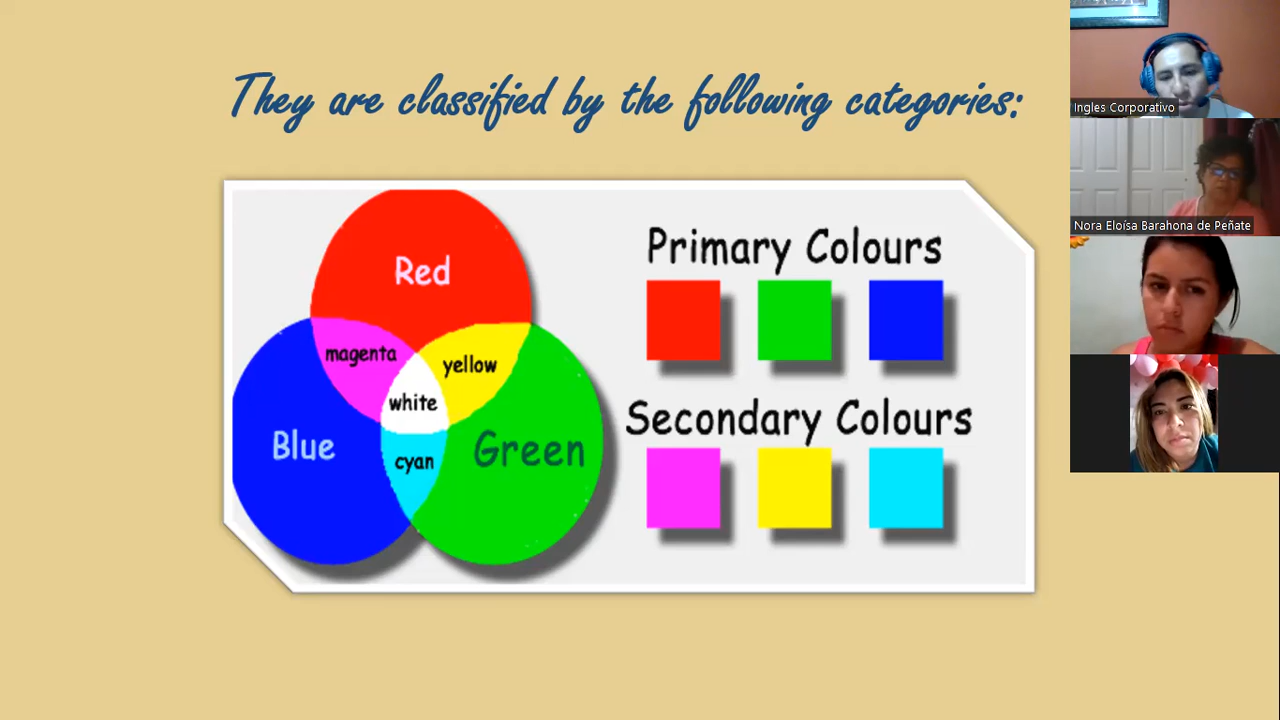 They are classified by the following categories:
Red
magenta
yellow
white
Blue
cyan
Green
Primary Colours
Secondary Colours
Ingles Corporativo
Nora Eloísa Barahona de Peñate